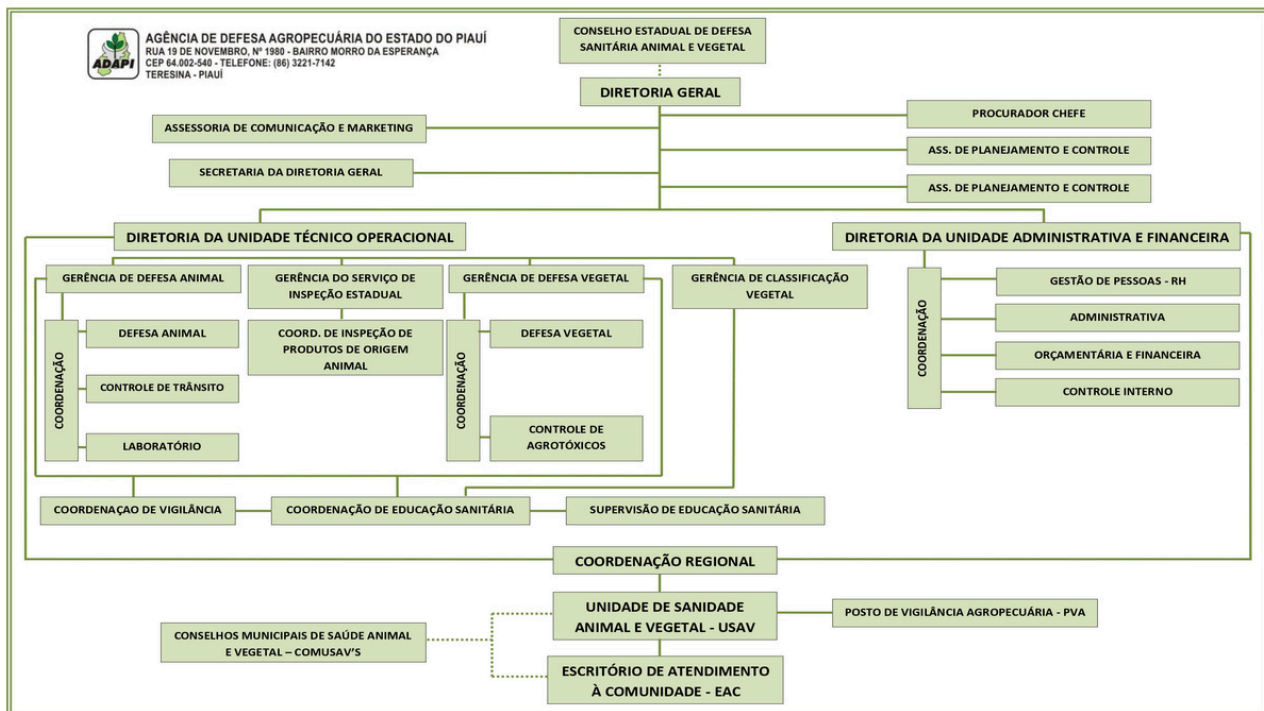 ADAPI
AGÊNCIA DE DEFESA AGROPECUÁRIA DO ESTADO DO PIAUÍ
RUA 19 DE NOVEMBRO, Nº 1980 - BAIRRO MORRO DA ESPERANÇA
CEP 64.002-540 - TELEFONE: (86) 3221-7142
TERESINA - PIAUÍ
CONSELHO ESTADUAL DE DEFESA
SANITÁRIA ANIMAL E VEGETAL
DIRETORIA GERAL
ASSESSORIA DE COMUNICAÇÃO E MARKETING
SECRETARIA DA DIRETORIA GERAL
PROCURADOR CHEFE
ASS. DE PLANEJAMENTO E CONTROLE
ASS. DE PLANEJAMENTO E CONTROLE
DIRETORIA DA UNIDADE TÉCNICO OPERACIONAL
DIRETORIA DA UNIDADE ADMINISTRATIVA E FINANCEIRA
GERÊNCIA DE DEFESA ANIMAL
GERÊNCIA DO SERVIÇO DE
INSPEÇÃO ESTADUAL
GERÊNCIA DE DEFESA VEGETAL
GERÊNCIA DE CLASSIFICAÇÃO
VEGETAL
COORDENAÇÃO
DEFESA ANIMAL
CONTROLE DE TRÂNSITO
LABORATÓRIO
COORD. DE INSPEÇÃO DE
PRODUTOS DE ORIGEM
ANIMAL
COORDENAÇÃO
DEFESA VEGETAL
CONTROLE DE
AGROTÓXICOS
COORDENAÇÃO
GESTÃO DE PESSOAS - RH
ADMINISTRATIVA
ORÇAMENTÁRIA E FINANCEIRA
CONTROLE INTERNO
COORDENAÇAO DE VIGILÂNCIA
COORDENAÇÃO DE EDUCAÇÃO SANITÁRIA
SUPERVISÃO DE EDUCAÇÃO SANITÁRIA
COORDENAÇÃO REGIONAL
UNIDADE DE SANIDADE
ANIMAL E VEGETAL - USAV
POSTO DE VIGILÂNCIA AGROPECUÁRIA - PVA
CONSELHOS MUNICIPAIS DE SAÚDE ANIMAL
E VEGETAL – COMUSAV'S
ESCRITÓRIO DE ATENDIMENTO
À COMUNIDADE - EAC